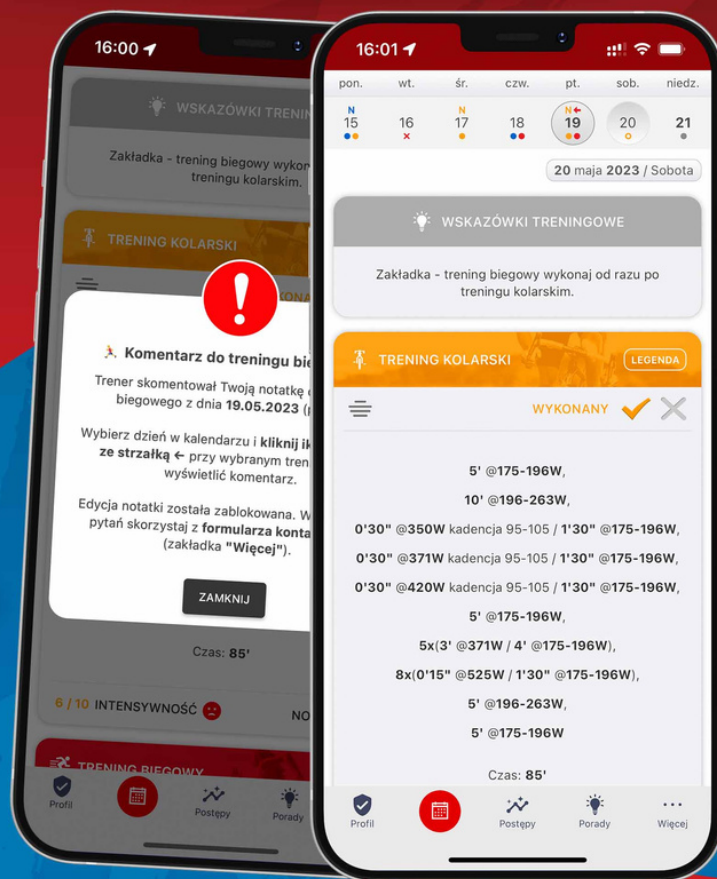 16:00
WSKAZÓWKI
Zakładka - trening biegowy
treningu kolarskim.
TRENING KOLARSKI
Komentarz do treningu
Trener skomentował Twoją notatkę
biegowego z dnia 19.05.2023
Wybierz dzień w kalendarzu i kliknij
ze strzałką ← przy wybranym
wyświetlić komentarz.
Edycja notatki została zablokowana. W
pytań skorzystaj z formularza
(zakładka "Więcej").
ZAMKNIJ
Czas: 85'
6 / 10 INTENSYWNOŚĆ
TRENING BIEGOWY
Profil
Postępy
Porady
16:01
pon. wt. śr. czw. pt. sob. niedz.
N N N←
15 16 17 18 19 20 21
20 maja 2023 / Sobota
WSKAZÓWKI TRENINGOWE
Zakładka - trening biegowy wykonaj od razu po
treningu kolarskim.
TRENING KOLARSKI LEGENDA
WYKONANY
5' @175-196W,
10' @196-263W,
0'30" @350W kadencja 95-105 / 1'30" @175-196W,
0'30" @371W kadencja 95-105 / 1'30" @175-196W,
0'30" @420W kadencja 95-105 / 1'30" @175-196W,
5' @175-196W,
5x(3' @371W / 4' @175-196W),
8x(0'15" @525W / 1'30" @175-196W),
5' @196-263W,
5' @175-196W
Czas: 85'
Profil Postępy Porady Więcej